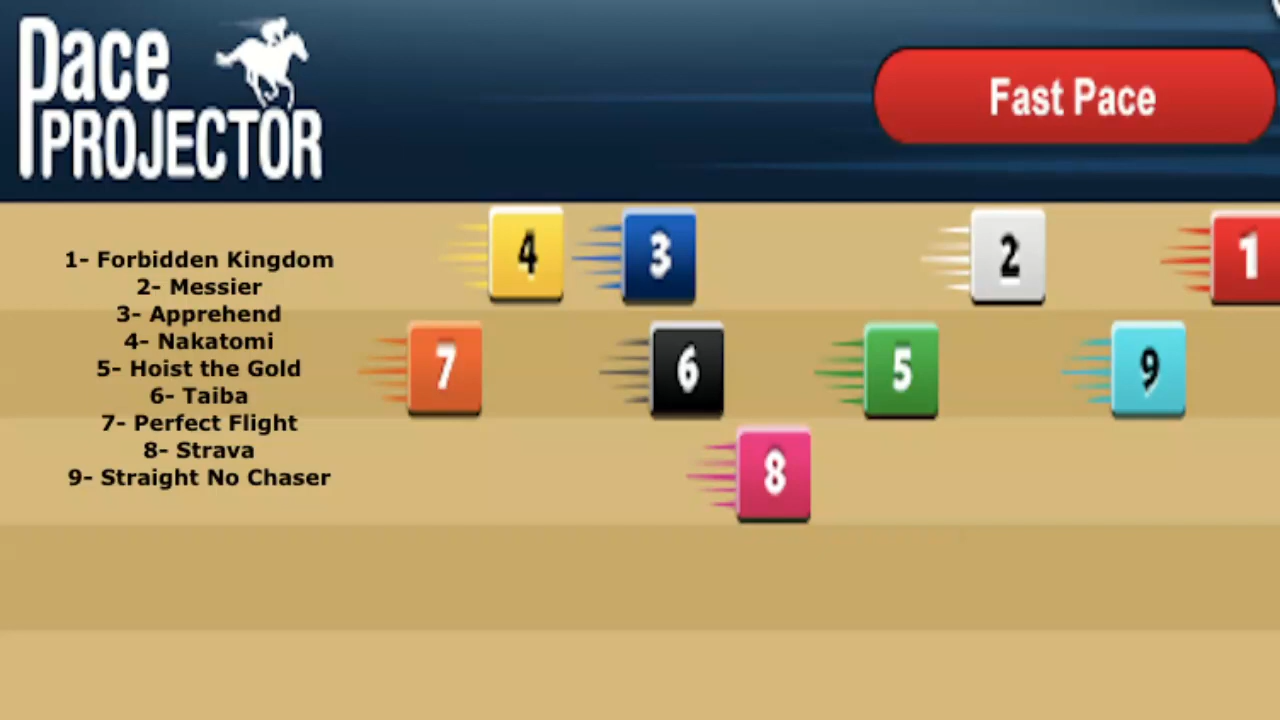 Pace
PROJECTOR
Fast Pace
4 3 2 1
1- Forbidden Kingdom
2- Messier
3- Apprehend
4- Nakatomi
5- Hoist the Gold
6- Taiba
7- Perfect Flight
8- Strava
9- Straight No Chaser
7 6 5 9
8